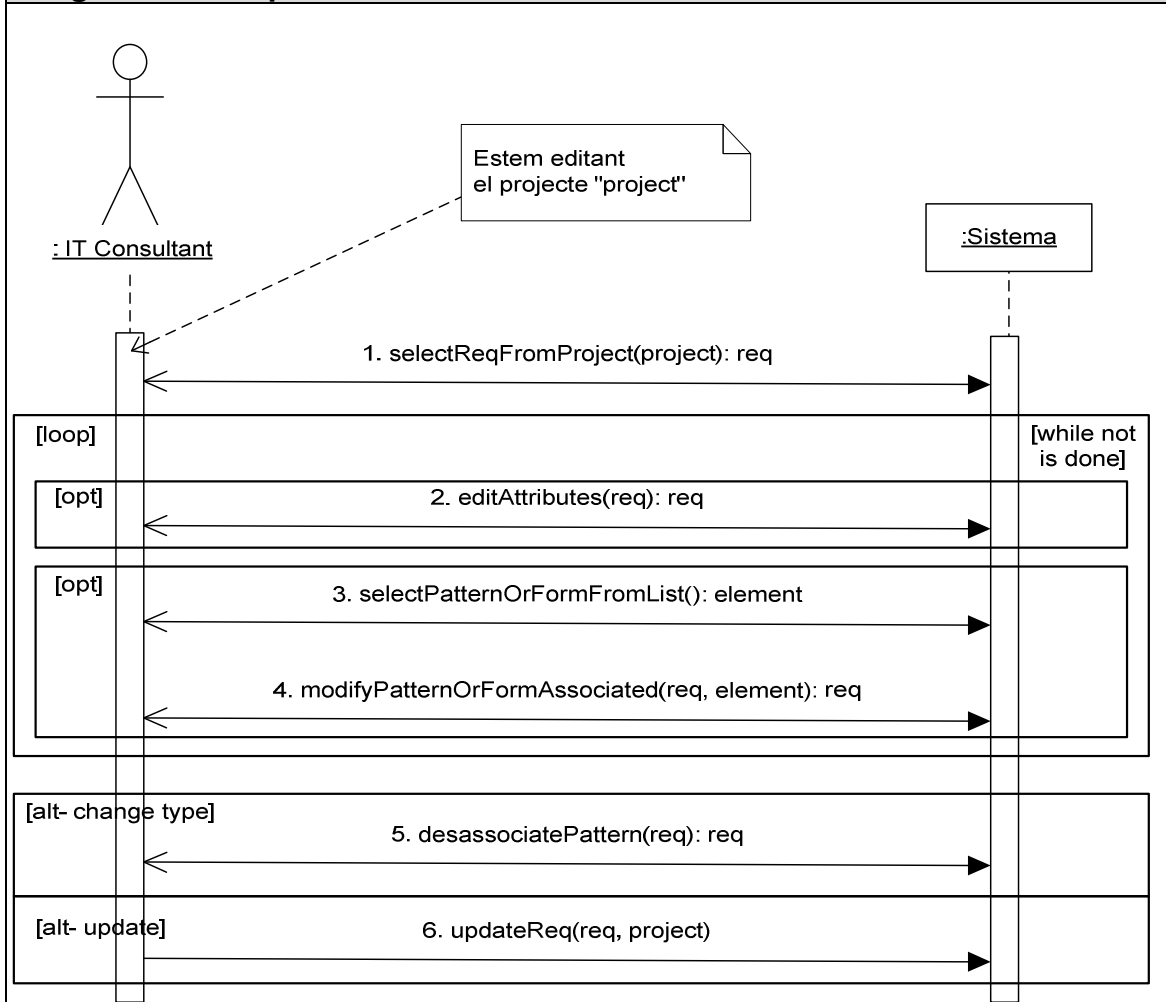 Estem editant
el projecte "project"
: IT Consultant
:Sistema
1. selectReqFromProject(project): req
[loop]
[while not
is done]
[opt]
2. editAttributes(req): req
[opt]
3. selectPatternOrFormFromList(): element
4. modifyPatternOrFormAssociated(req, element): req
[alt- change type]
5. desassociatePattern(req): req
[alt- update]
6. updateReq(req, project)